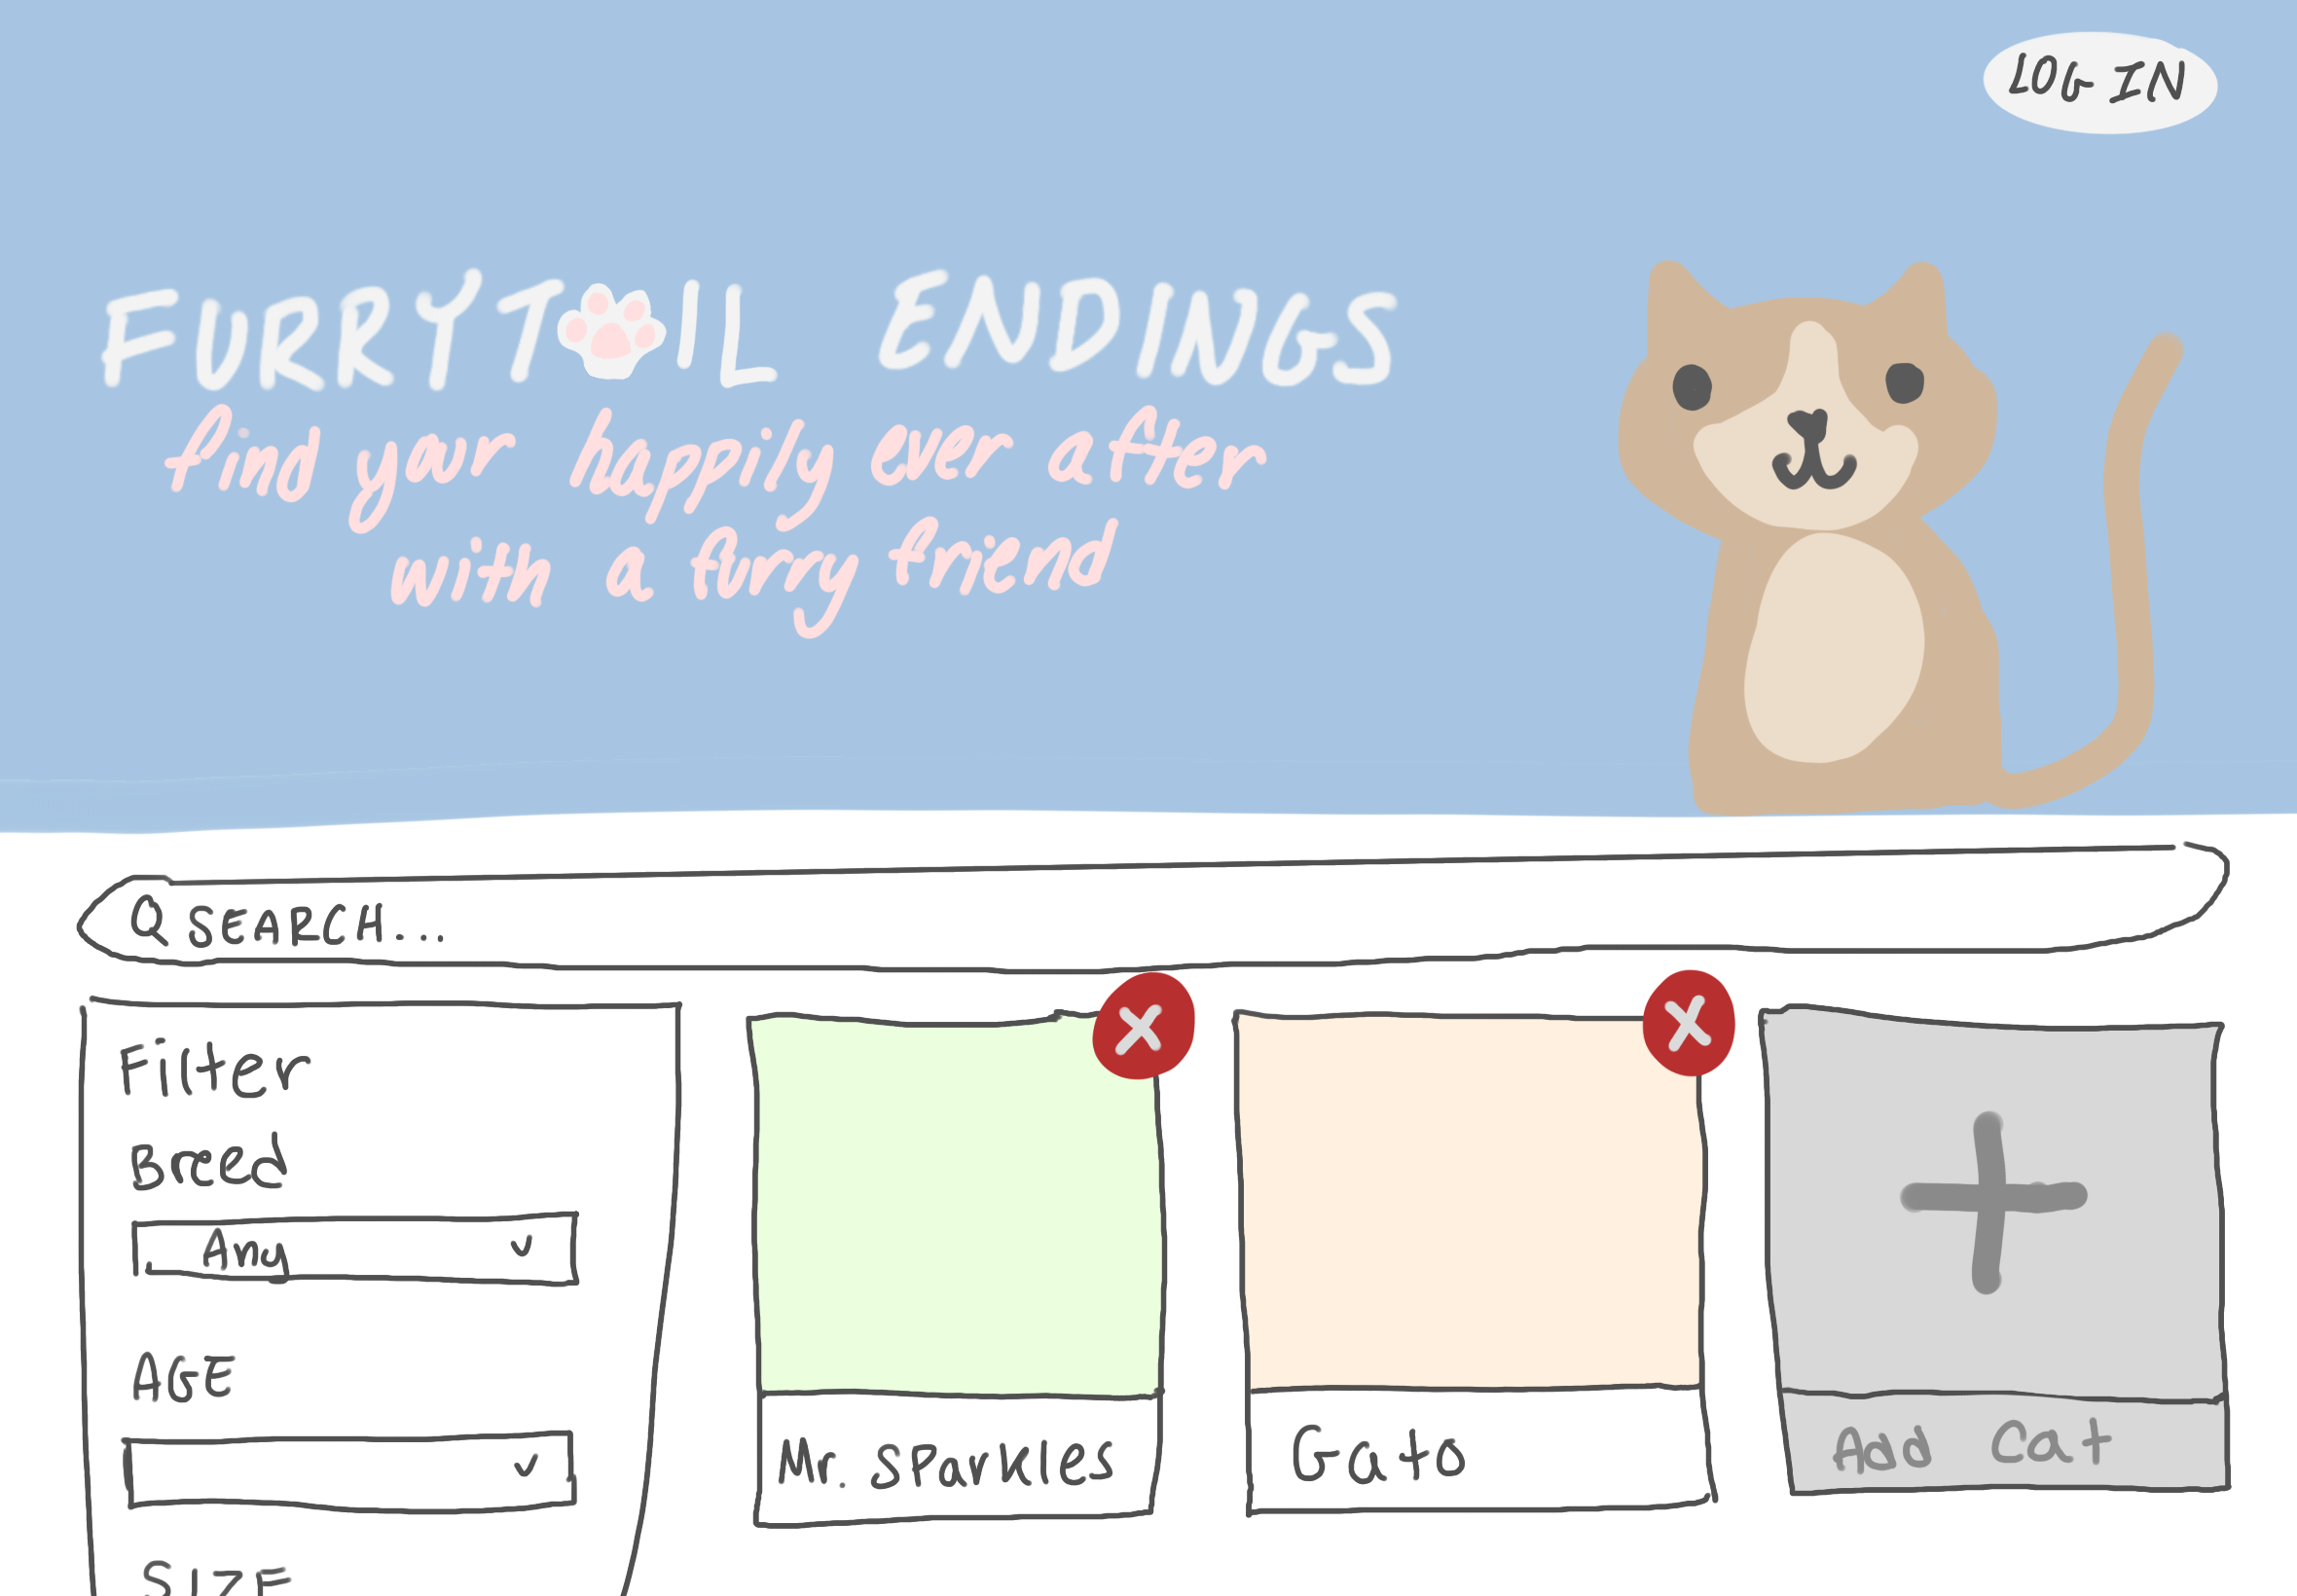 LOG-IN
FURRYTIL ENDINGS
find your happily ever after
with a furry friend
SEARCH...
Filter
Breed
Any
AGE
SIZE
Mr. Sparkles
Gato
Add Cat